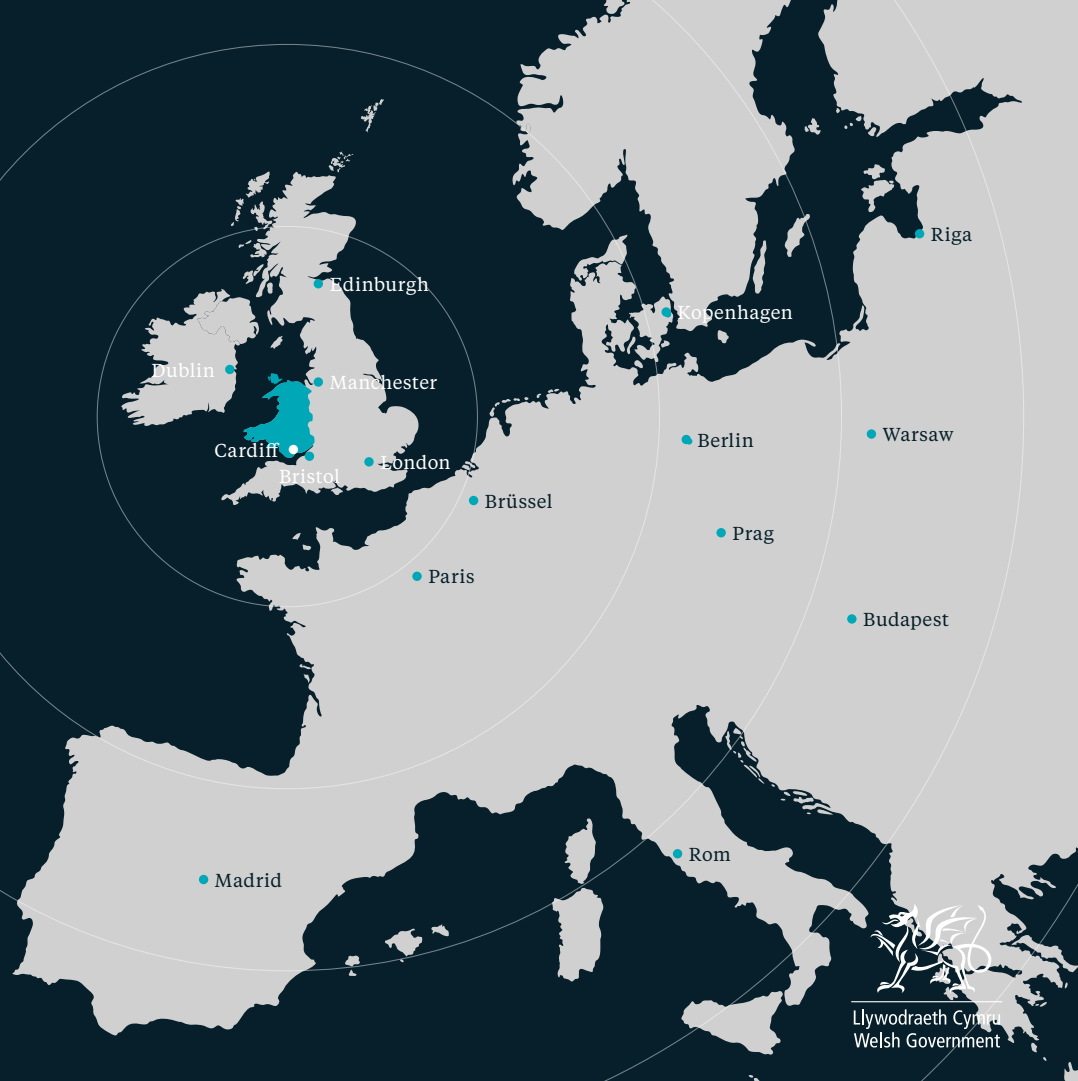 Riga
Edinburgh
Kopenhagen
Dublin
Manchester
Berlin
Warsaw
Cardiff
London
Bristol
Brüssel
Prag
Paris
Budapest
Rom
Madrid
Llywodraeth Cymru
Welsh Government